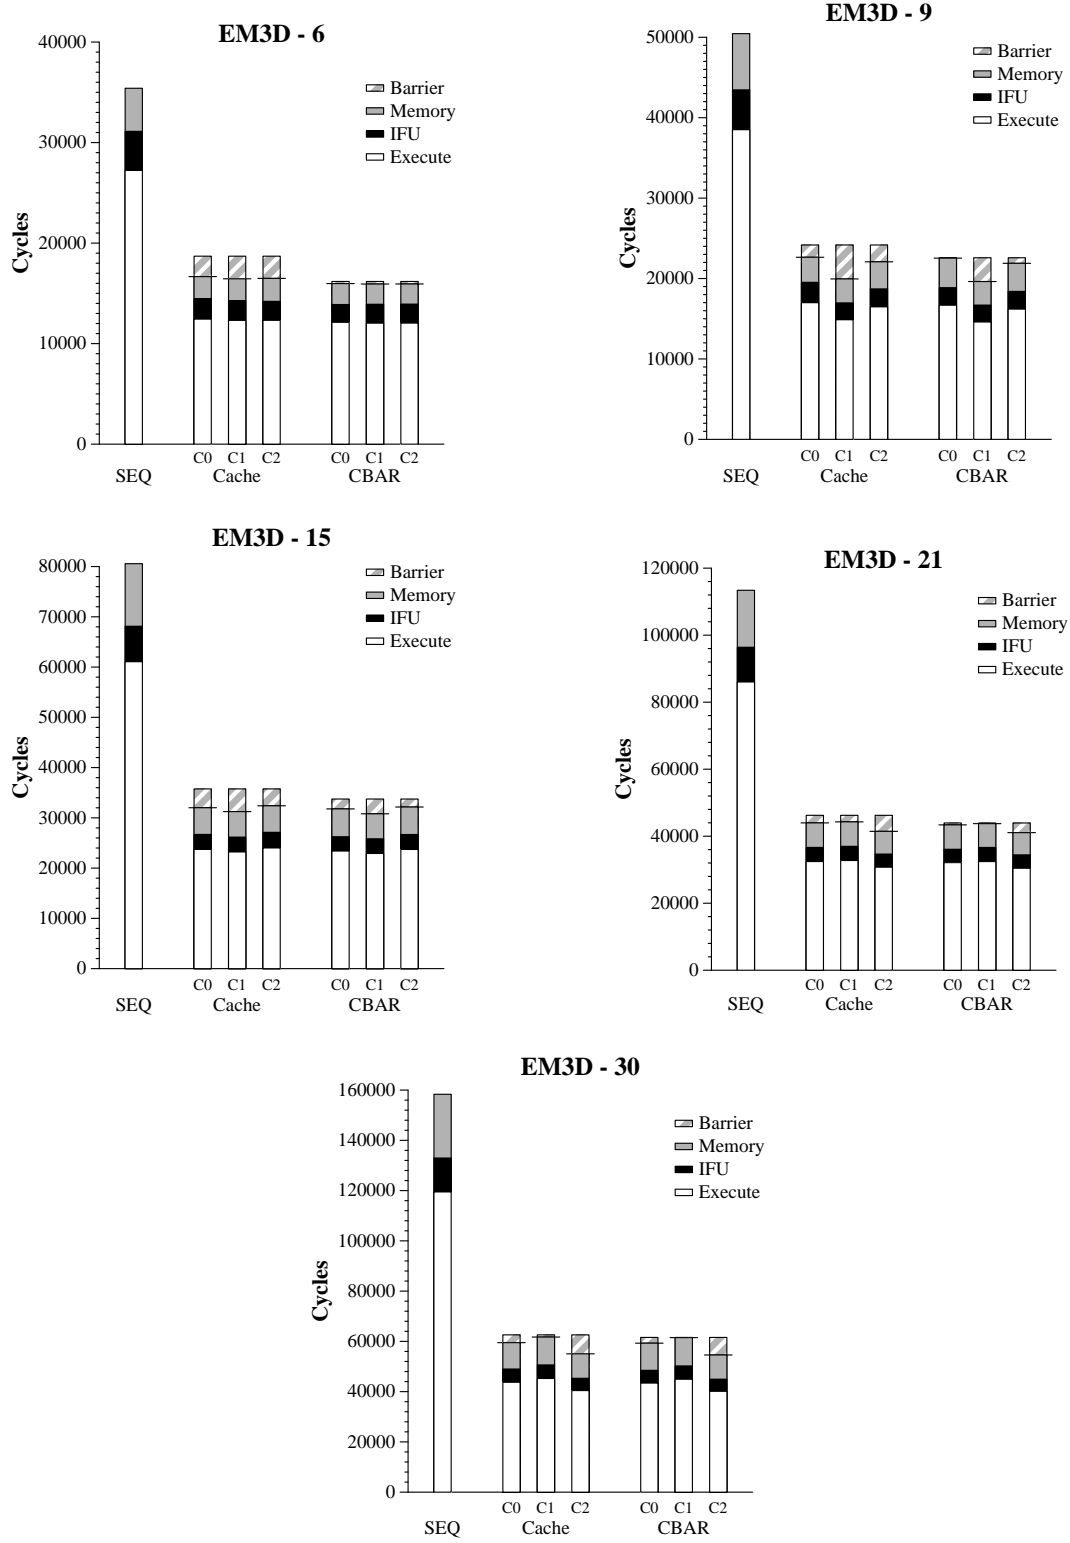 EM3D - 6
40000
30000
20000
10000
0
Cycles
Barrier
Memory
IFU
Execute
C0 C1 C2 C0 C1 C2
SEQ Cache CBAR
EM3D - 9
50000
40000
30000
20000
10000
0
Cycles
Barrier
Memory
IFU
Execute
C0 C1 C2 C0 C1 C2
SEQ Cache CBAR
EM3D - 15
80000
70000
60000
50000
40000
30000
20000
10000
0
Cycles
Barrier
Memory
IFU
Execute
C0 C1 C2 C0 C1 C2
SEQ Cache CBAR
EM3D - 21
120000
100000
80000
60000
40000
20000
0
Cycles
Barrier
Memory
IFU
Execute
C0 C1 C2 C0 C1 C2
SEQ Cache CBAR
EM3D - 30
160000
140000
120000
100000
80000
60000
40000
20000
0
Cycles
Barrier
Memory
IFU
Execute
C0 C1 C2 C0 C1 C2
SEQ Cache CBAR